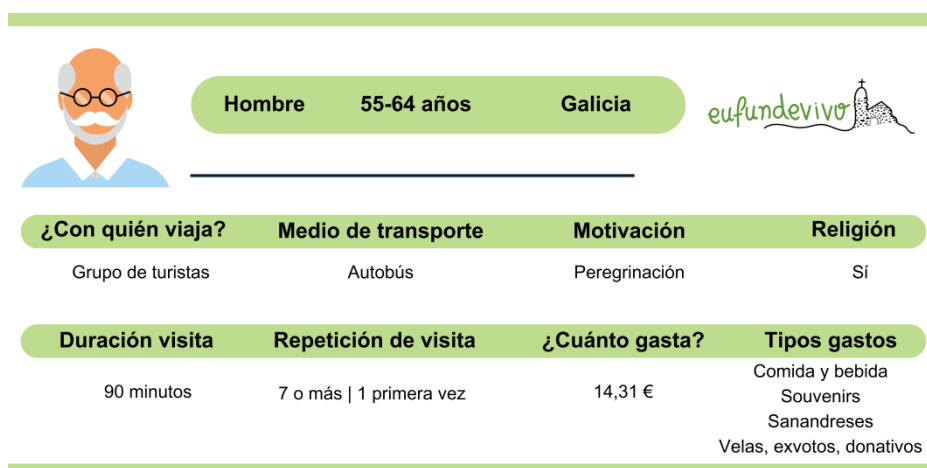 Hombre 55-64 años Galicia
eufundevivo
¿Con quién viaja? Medio de transporte Motivación Religión
Grupo de turistas Autobús Peregrinación Sí
Duración visita Repetición de visita ¿Cuánto gasta? Tipos gastos
90 minutos 7 o más | 1 primera vez 14,31 € Comida y bebida
Souvenirs
Sanandreses
Velas, exvotos, donativos